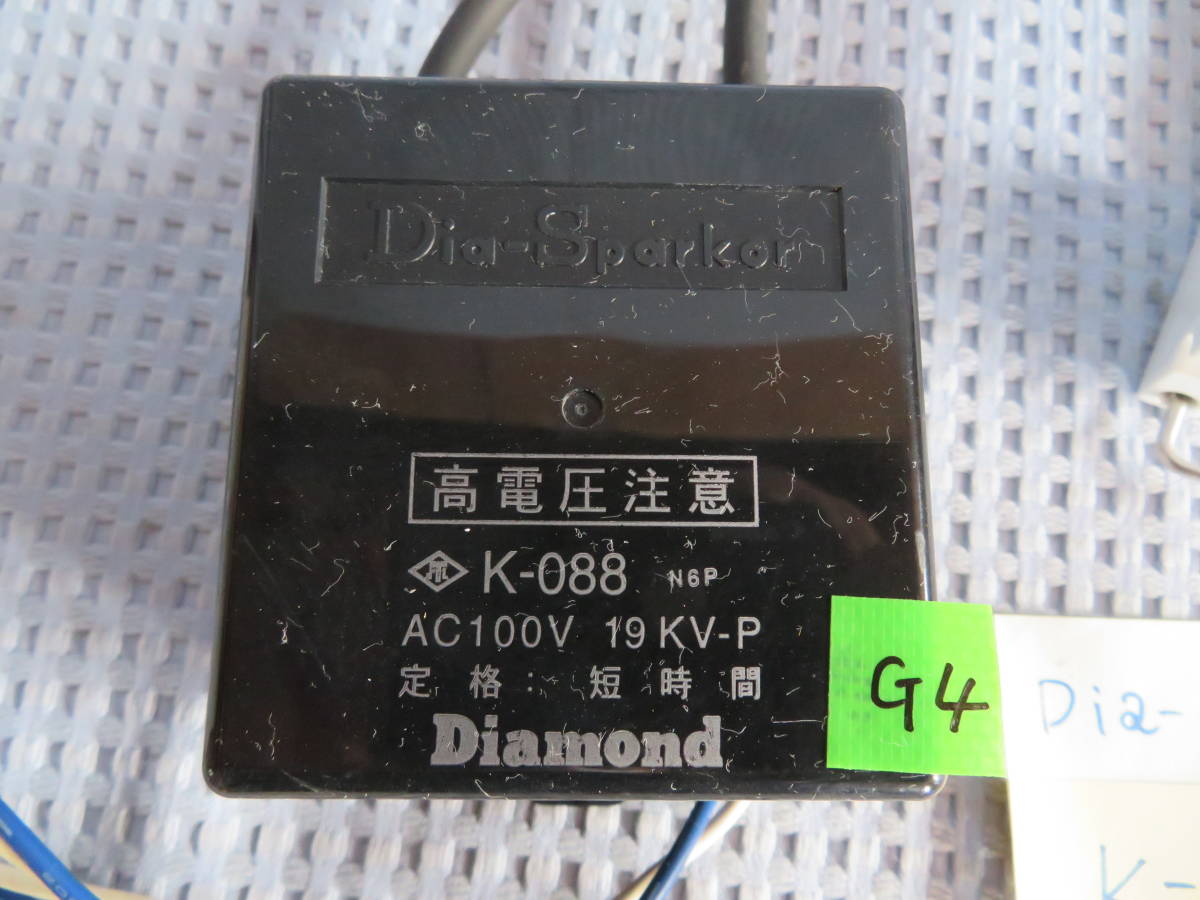 Dia-Sparkor
高電圧注意
K-088 N6P
AC100V 19KV-P
定格: 短時間
Diamond
G4
Dia-
K-